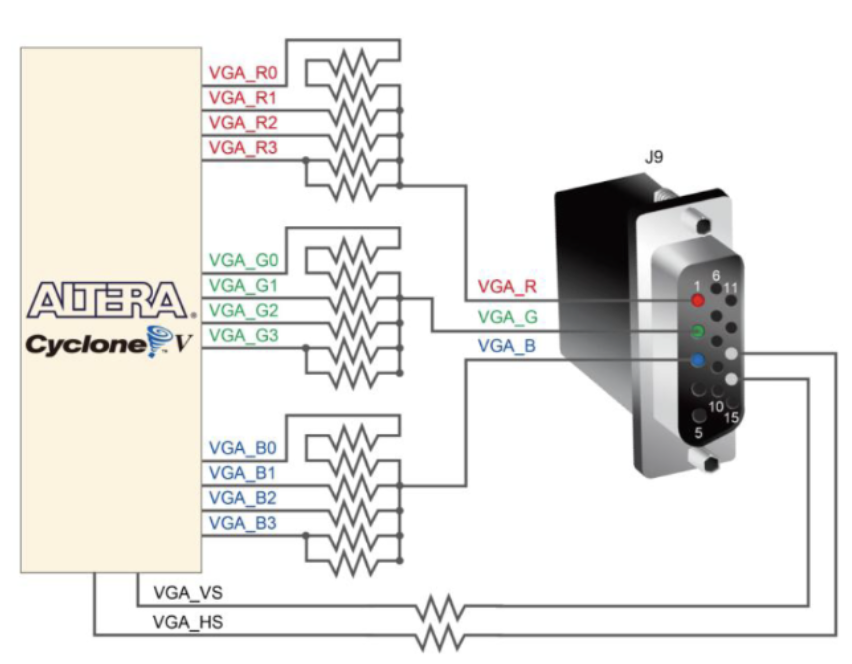 J9
VGA_R0
VGA_R1
VGA_R2
VGA_R3
VGA_G0
VGA_G1
VGA_G2
VGA_G3
ALTERA®
Cyclone™ V
VGA_R
VGA_G
VGA_B
1
6
11
5
10
15
VGA_B0
VGA_B1
VGA_B2
VGA_B3
VGA_VS
VGA_HS